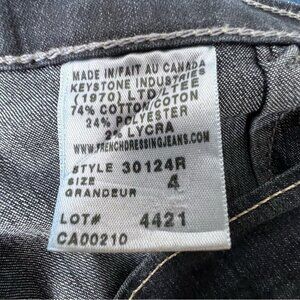 MADE IN/FAIT AU CANADA
KEYSTONE INDUSTRIES
(1970) LTD/LTEE
74% COTTON/COTON
24% POLYESTER
2% LYCRA
WWW.FRENCHDRESSINGJEANS.COM
STYLE 30124R
SIZE
GRANDEUR 4
LOT# 4421
CA00210